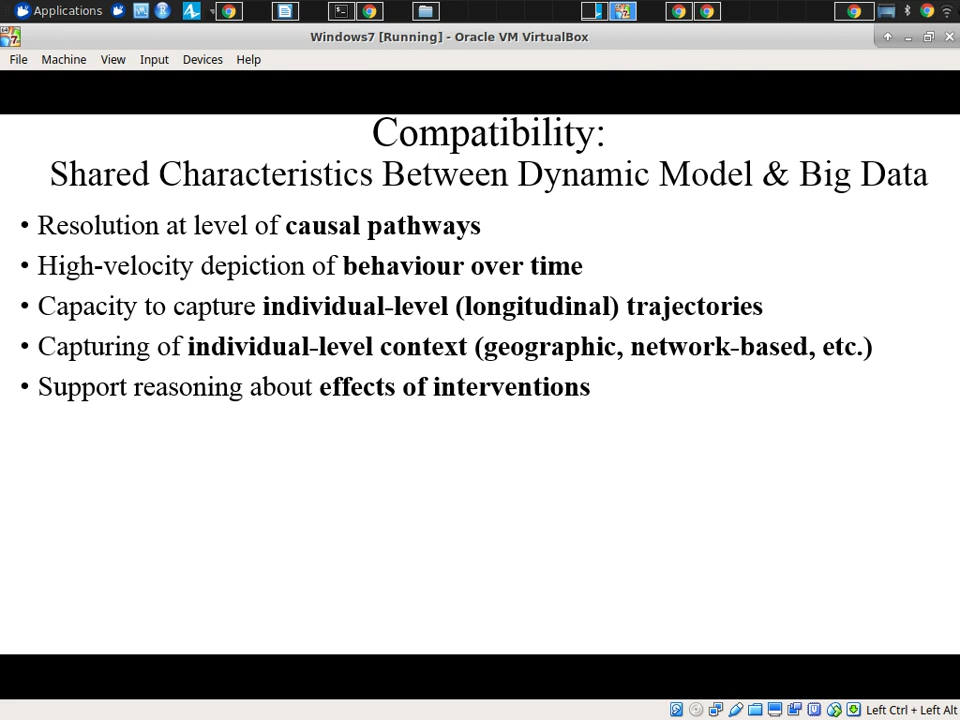 Applications
Windows7 [Running] - Oracle VM VirtualBox
File Machine View Input Devices Help
Compatibility:
Shared Characteristics Between Dynamic Model & Big Data
• Resolution at level of causal pathways
• High-velocity depiction of behaviour over time
• Capacity to capture individual-level (longitudinal) trajectories
• Capturing of individual-level context (geographic, network-based, etc.)
• Support reasoning about effects of interventions
Left Ctrl + Left Alt